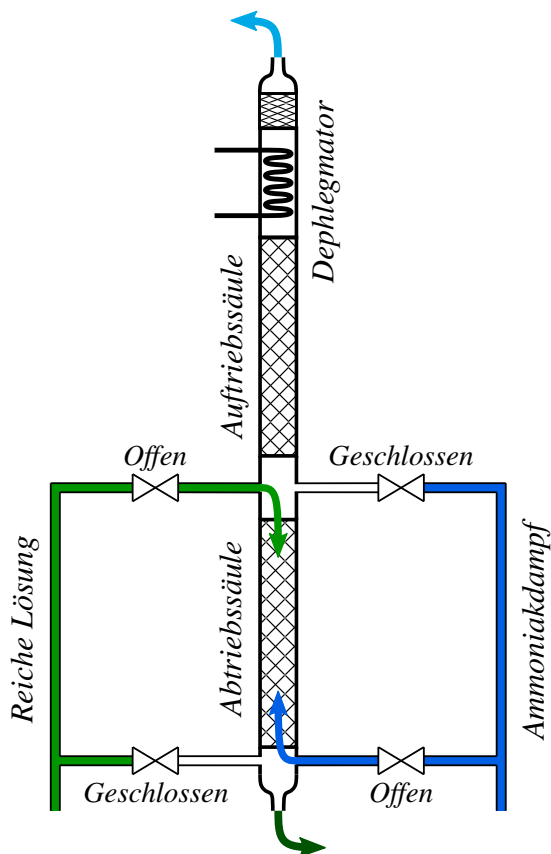 Dephlegmator
Auftriebssäule
Offen
Geschlossen
Reiche Lösung
Abtriebssäule
Ammoniakdampf
Geschlossen
Offen